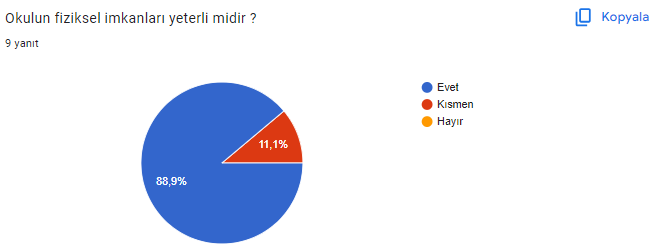 Okulun fiziksel imkanları yeterli midir ?
Kopyala
9 yanıt
Evet
Kısmen
Hayır
11,1%
88,9%